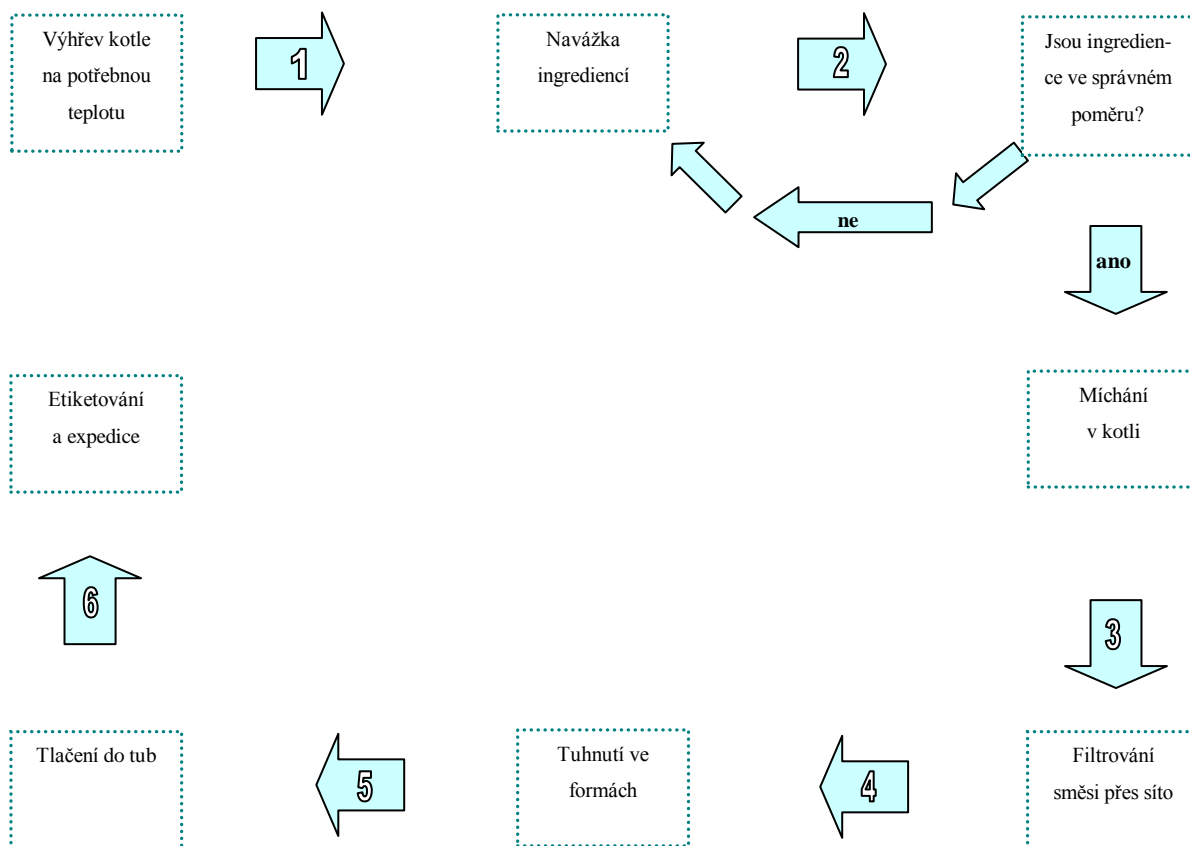 Výhřev kotle
na potřebnou
teplotu
1
Navážka
ingrediencí
2
Jsou ingredien-
ce ve správném
poměru?
ne
ano
Míchání
v kotli
3
Filtrování
směsi přes síto
4
Tuhnutí ve
formách
5
Tlačení do tub
6
Etiketování
a expedice